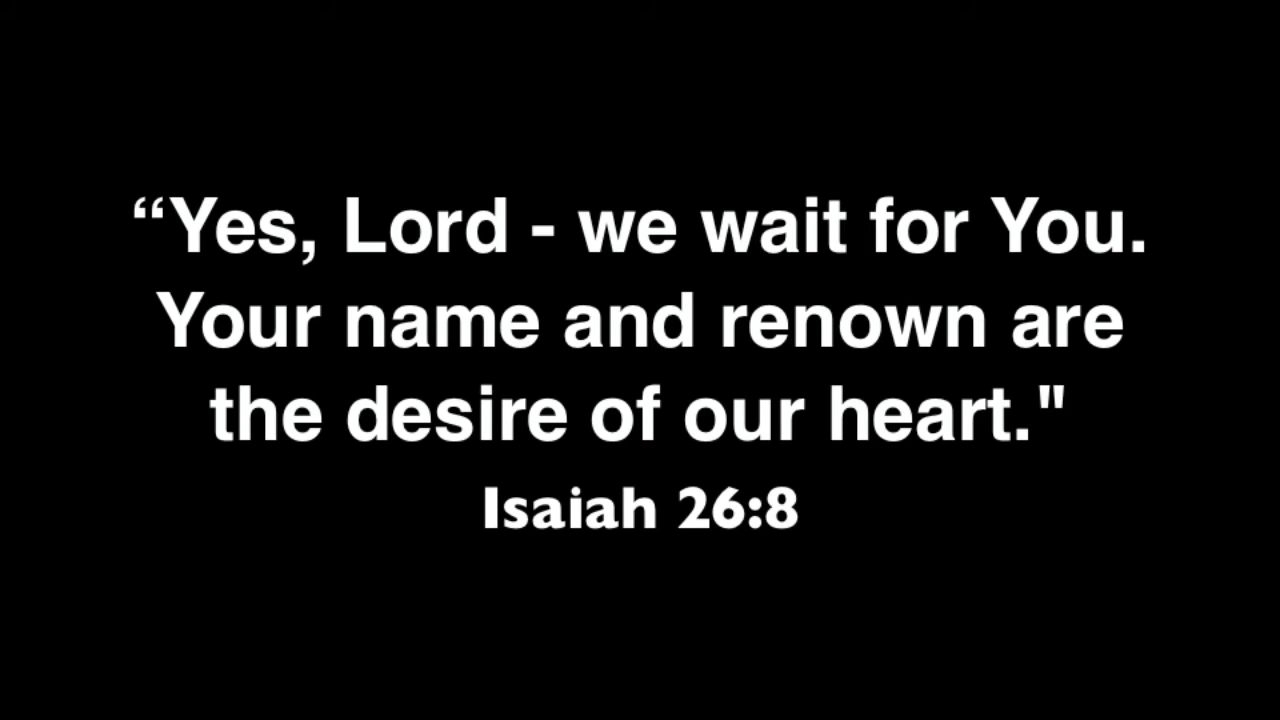 “Yes, Lord - we wait for You.
Your name and renown are
the desire of our heart."
Isaiah 26:8